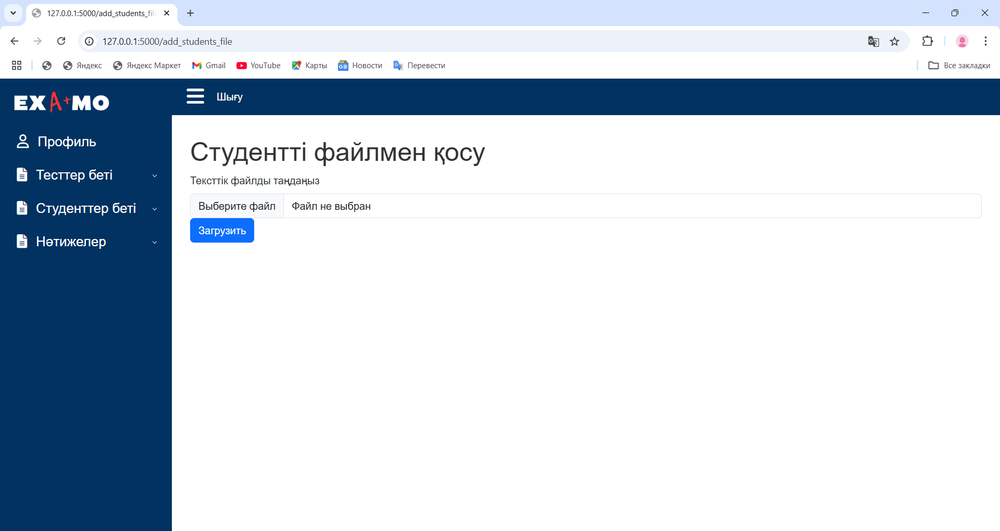 127.0.0.1:5000/add_students_fil
127.0.0.1:5000/add_students_file
Яндекс Яндекс Маркет Gmail YouTube Карты Новости Перевести Все закладки
EXA+MO
Шығу
Профиль
Тесттер беті
Студенттер беті
Нәтижелер
Студентті файлмен қосу
Тексттік файлды таңдаңыз
Выберите файл Файл не выбран
Загрузить